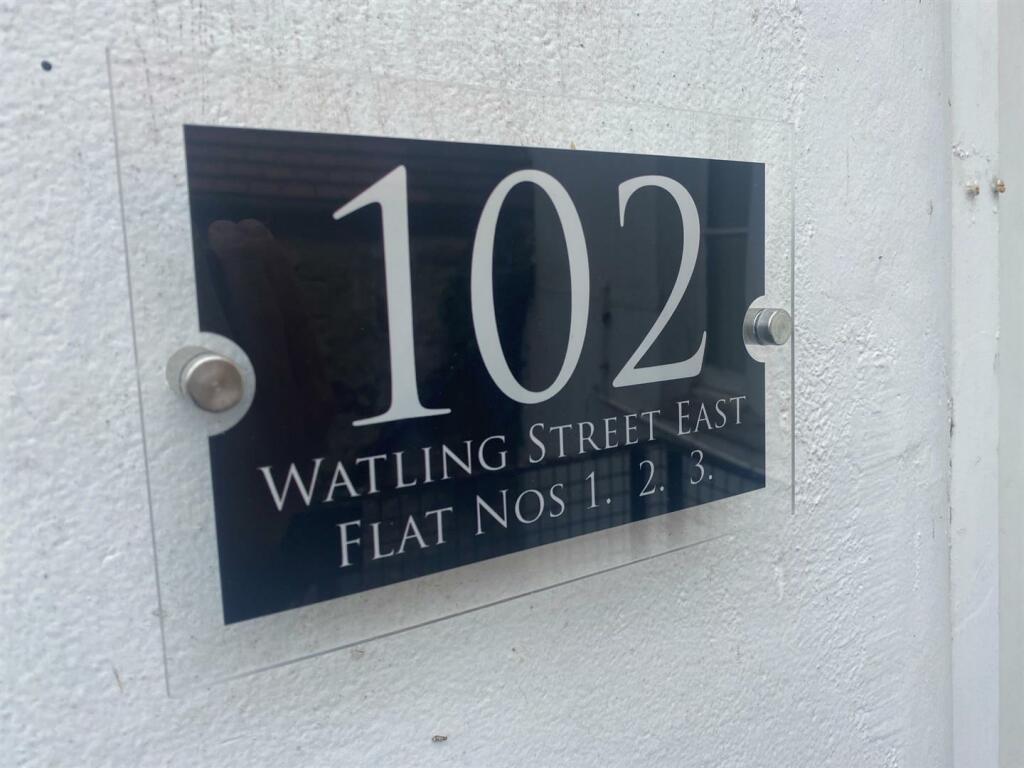 102
WATLING STREET EAST
FLAT NOS 1. 2. 3.